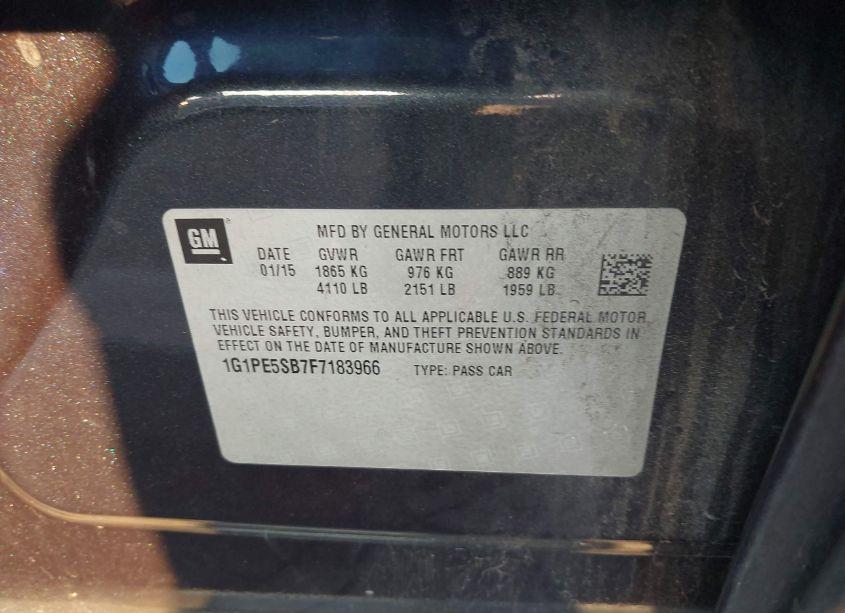 GM
MFD BY GENERAL MOTORS LLC
DATE GVWR GAWR FRT GAWR RR
01/15 1865 KG 976 KG 889 KG
4110 LB 2151 LB 1959 LB
THIS VEHICLE CONFORMS TO ALL APPLICABLE U.S. FEDERAL MOTOR
VEHICLE SAFETY, BUMPER, AND THEFT PREVENTION STANDARDS IN
EFFECT ON THE DATE OF MANUFACTURE SHOWN ABOVE.
1G1PE5SB7F7183966 TYPE: PASS CAR